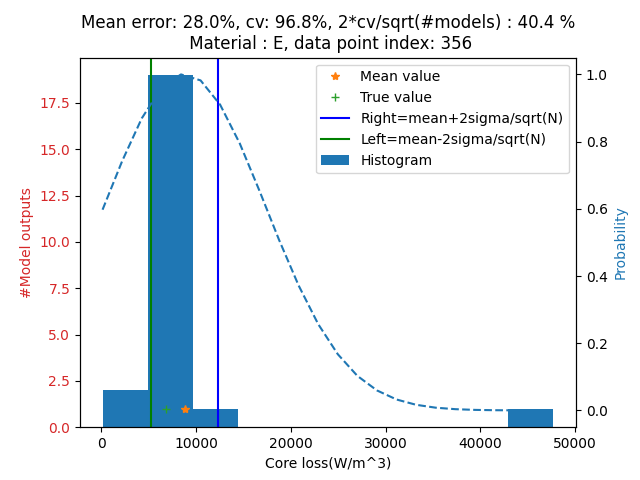 Mean error: 28.0%, cv: 96.8%, 2*cv/sqrt(#models) : 40.4 %
Material : E, data point index: 356
Mean value
True value
Right=mean+2sigma/sqrt(N)
Left=mean-2sigma/sqrt(N)
Histogram
#Model outputs
17.5
15.0
12.5
10.0
7.5
5.0
2.5
0.0
1.0
0.8
0.6
0.4
0.2
0.0
Probability
0
10000
20000
30000
40000
50000
Core loss(W/m^3)